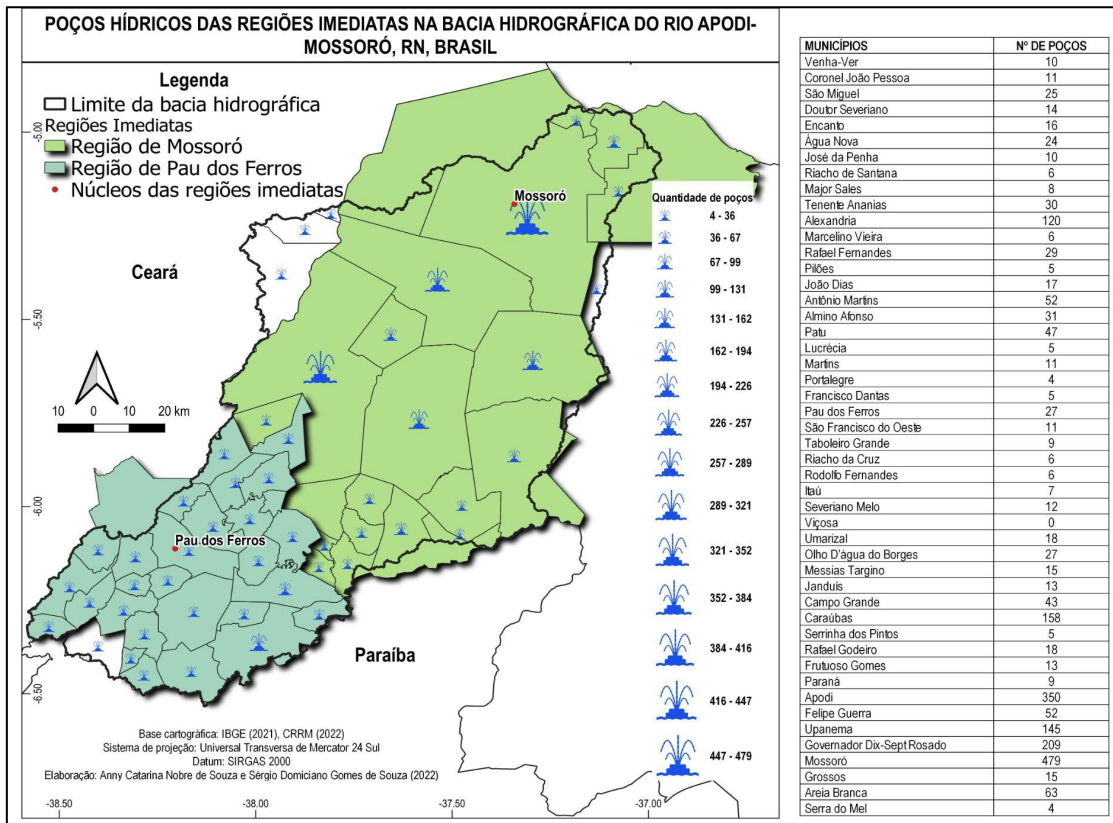 POÇOS HÍDRICOS DAS REGIÕES IMEDIATAS NA BACIA HIDROGRÁFICA DO RIO APODI-
MOSSORÓ, RN, BRASIL
Legenda
Limite da bacia hidrográfica
Regiões Imediatas
Região de Mossoró
Região de Pau dos Ferros
Núcleos das regiões imediatas
-5.00
-5.50
-6.00
-6.50
Mossoró
Ceará
10 0 10 20 km
Pau dos Ferros
Paraíba
Quantidade de poços
4 - 36
36 - 67
67 - 99
99 - 131
131 - 162
162 - 194
194 - 226
226 - 257
257 - 289
289 - 321
321 - 352
352 - 384
384 - 416
416 - 447
447 - 479
Base cartográfica: IBGE (2021), CRRM (2022)
Sistema de projeção: Universal Transversa de Mercator 24 Sul
Datum: SIRGAS 2000
Elaboração: Anny Catarina Nobre de Souza e Sérgio Domiciano Gomes de Souza (2022)
-38.50 -38.00 -37.50 -37.00
MUNICÍPIOS Nº DE POÇOS
Venha-Ver 10
Coronel João Pessoa 11
São Miguel 25
Doutor Severiano 14
Encanto 16
Água Nova 24
José da Penha 10
Riacho de Santana 6
Major Sales 8
Tenente Ananias 30
Alexandria 120
Marcelino Vieira 6
Rafael Fernandes 29
Pilões 5
João Dias 17
Antônio Martins 52
Almino Afonso 31
Patu 47
Lucrécia 5
Martins 11
Portalegre 4
Francisco Dantas 5
Pau dos Ferros 27
São Francisco do Oeste 11
Taboleiro Grande 9
Riacho da Cruz 6
Rodolfo Fernandes 6
Itaú 7
Severiano Melo 12
Viçosa 0
Umarizal 18
Olho D'água do Borges 27
Messias Targino 15
Janduis 13
Campo Grande 43
Caraúbas 158
Serrinha dos Pintos 5
Rafael Godeiro 18
Frutuoso Gomes 13
Paraná 9
Apodi 350
Felipe Guerra 52
Upanema 145
Governador Dix-Sept Rosado 209
Mossoró 479
Grossos 15
Areia Branca 63
Serra do Mel 4